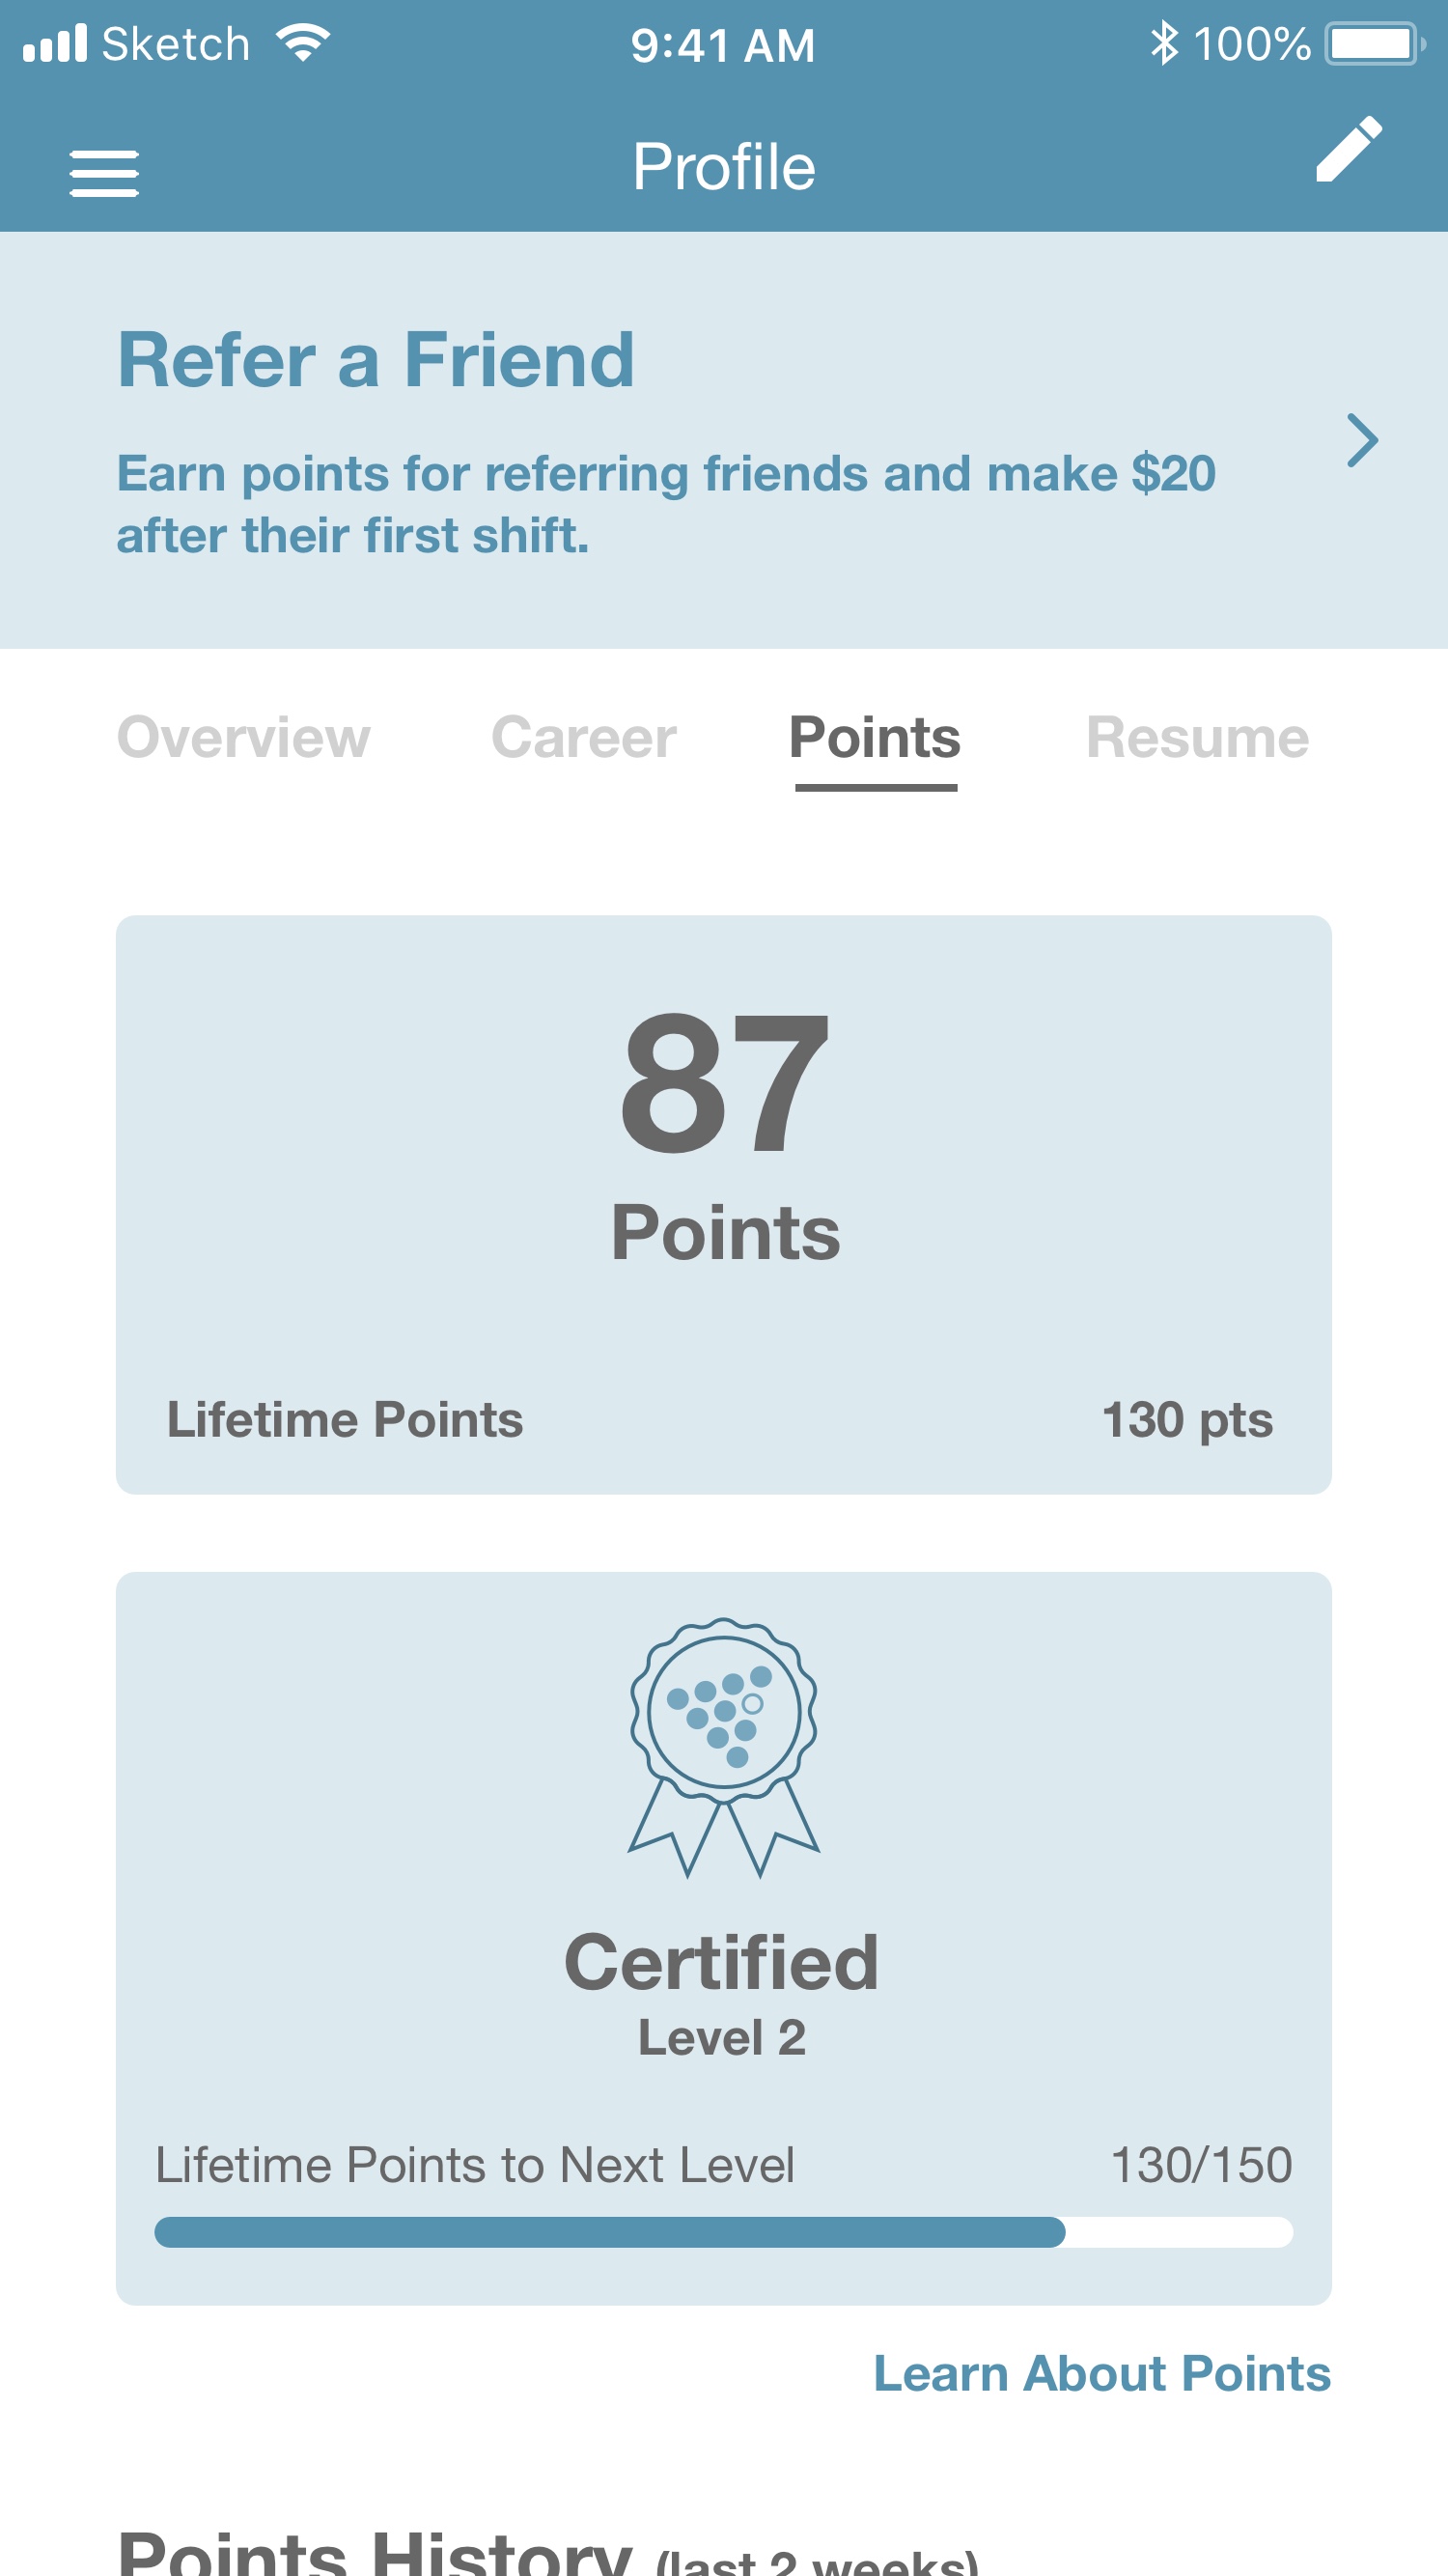 Sketch 9:41 AM 100%
Profile
Refer a Friend
Earn points for referring friends and make $20
after their first shift.
Overview Career Points Resume
87
Points
Lifetime Points 130 pts
Certified
Level 2
Lifetime Points to Next Level 130/150
Learn About Points
Points History (last 2 weeks)